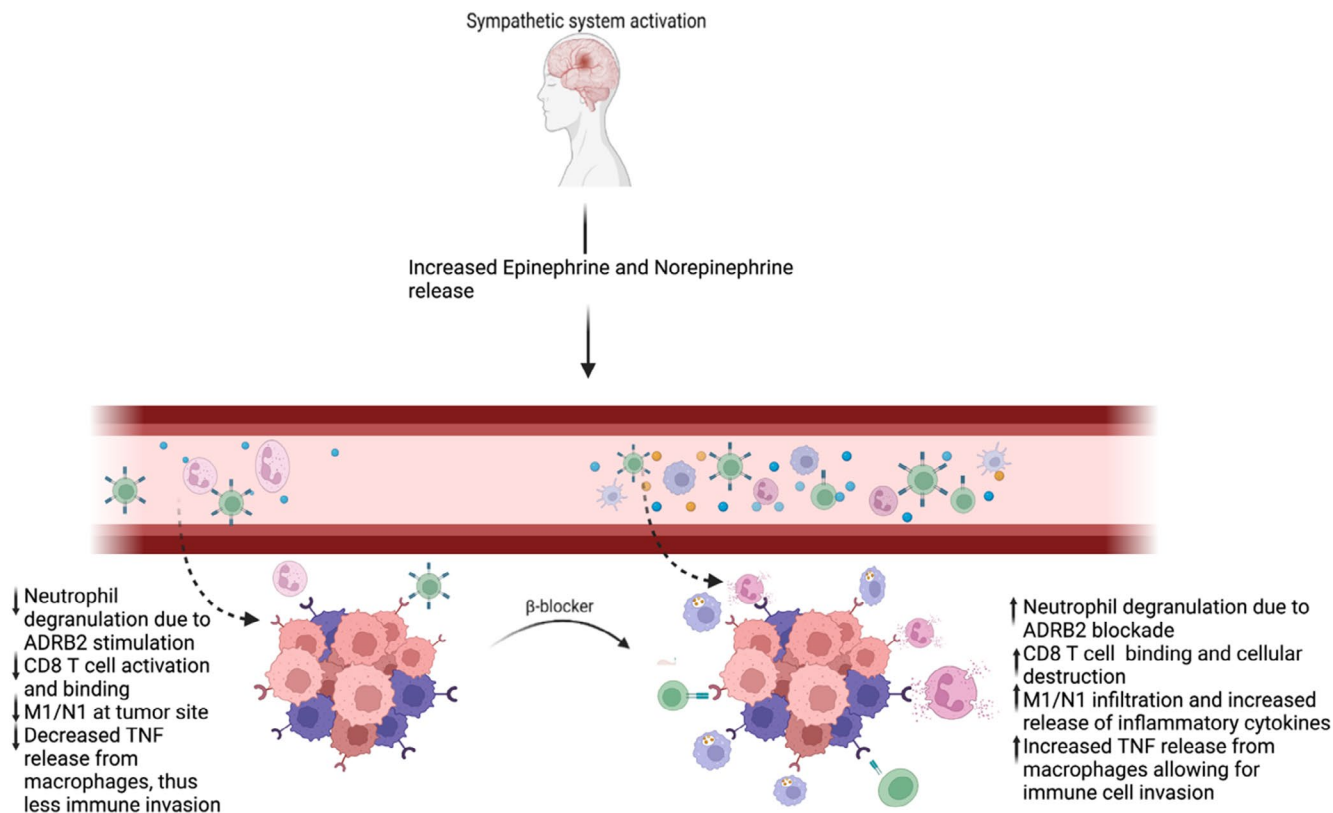 Sympathetic system activation
Increased Epinephrine and Norepinephrine
release
Neutrophil
degranulation due to
ADRB2 stimulation
CD8 T cell activation
and binding
M1/N1 at tumor site
Decreased TNF
release from
macrophages, thus
less immune invasion
β-blocker
Neutrophil degranulation due to
ADRB2 blockade
CD8 T cell binding and cellular
destruction
M1/N1 infiltration and increased
release of inflammatory cytokines
Increased TNF release from
macrophages allowing for
immune cell invasion